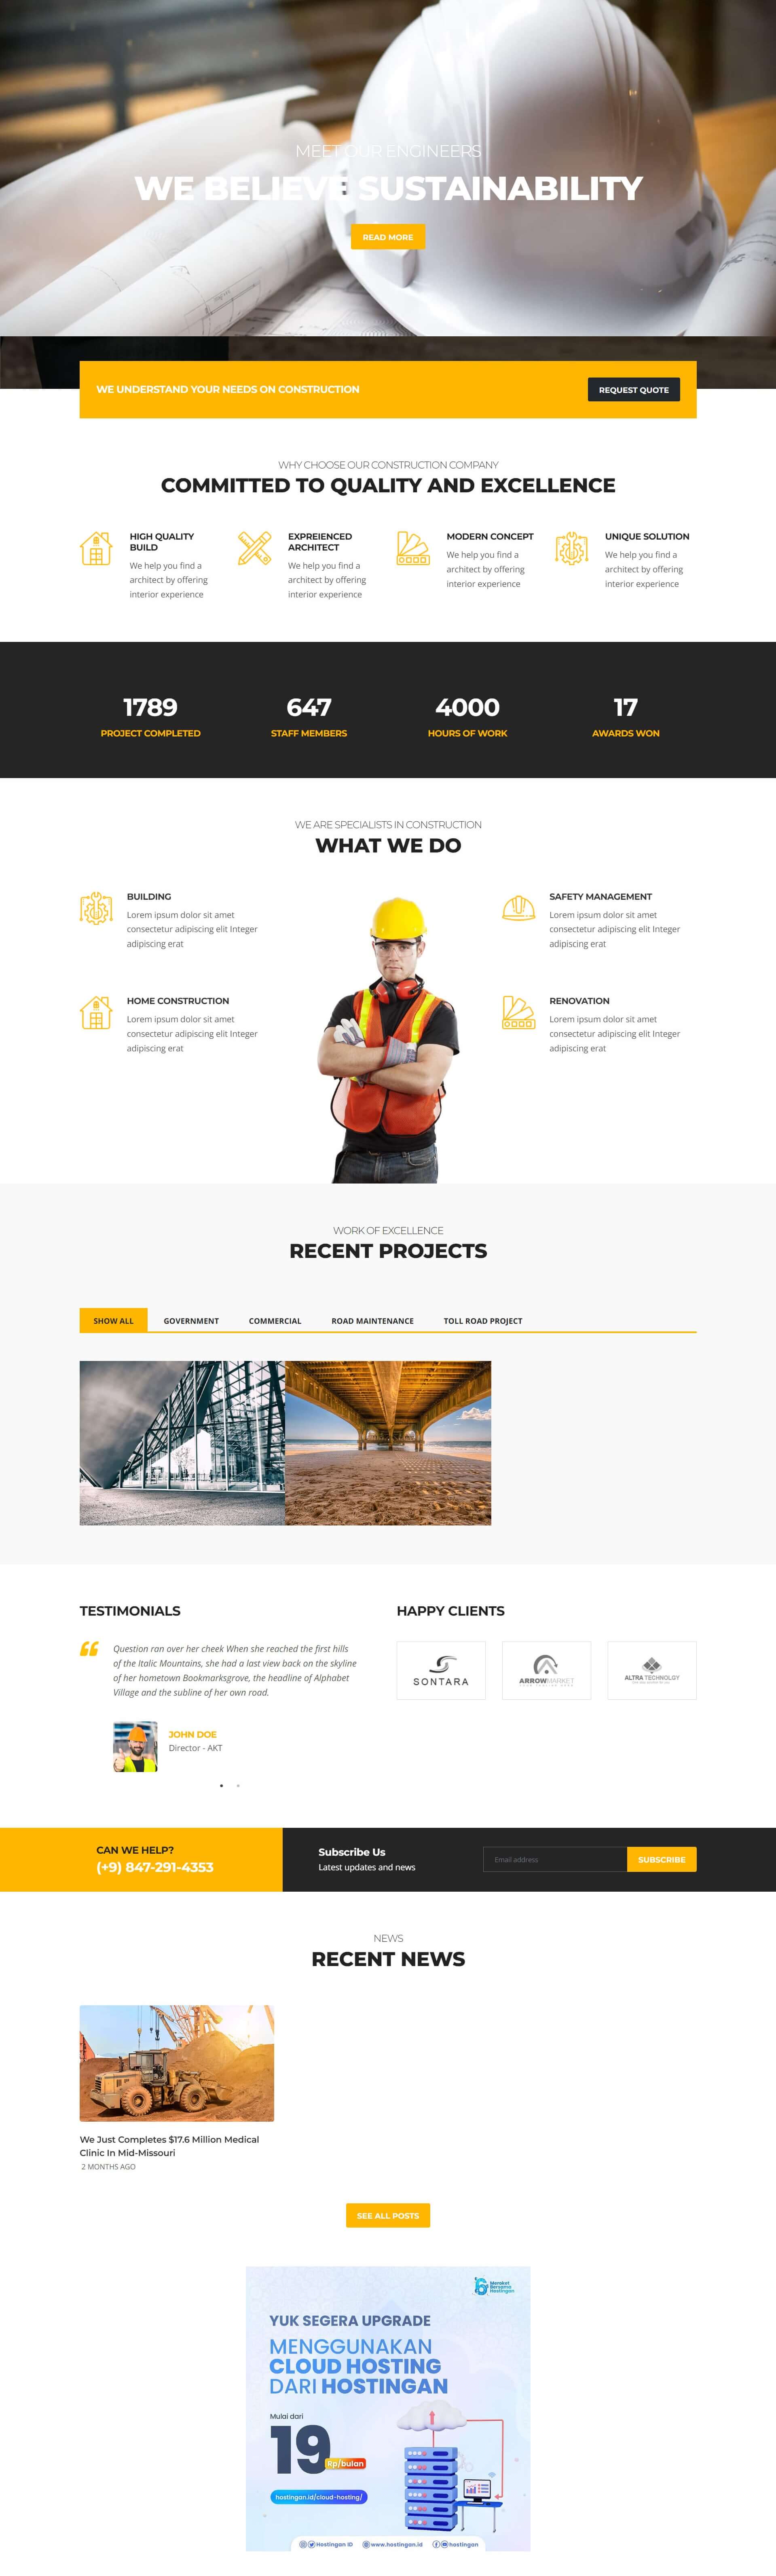 MEET OUR ENGINEERS
WE BELIEVE SUSTAINABILITY
READ MORE
WE UNDERSTAND YOUR NEEDS ON CONSTRUCTION
REQUEST QUOTE
WHY CHOOSE OUR CONSTRUCTION COMPANY
COMMITTED TO QUALITY AND EXCELLENCE
HIGH QUALITY
BUILD
We help you find a
architect by offering
interior experience
EXPREIENCED
ARCHITECT
We help you find a
architect by offering
interior experience
MODERN CONCEPT
We help you find a
architect by offering
interior experience
UNIQUE SOLUTION
We help you find a
architect by offering
interior experience
1789
PROJECT COMPLETED
647
STAFF MEMBERS
4000
HOURS OF WORK
17
AWARDS WON
WE ARE SPECIALISTS IN CONSTRUCTION
WHAT WE DO
BUILDING
Lorem ipsum dolor sit amet
consectetur adipiscing elit Integer
adipiscing erat
HOME CONSTRUCTION
Lorem ipsum dolor sit amet
consectetur adipiscing elit Integer
adipiscing erat
SAFETY MANAGEMENT
Lorem ipsum dolor sit amet
consectetur adipiscing elit Integer
adipiscing erat
RENOVATION
Lorem ipsum dolor sit amet
consectetur adipiscing elit Integer
adipiscing erat
WORK OF EXCELLENCE
RECENT PROJECTS
SHOW ALL GOVERNMENT COMMERCIAL ROAD MAINTENANCE TOLL ROAD PROJECT
TESTIMONIALS
Question ran over her cheek When she reached the first hills
of the Italic Mountains, she had a last view back on the skyline
of her hometown Bookmarksgrove, the headline of Alphabet
Village and the subline of her own road.
JOHN DOE
Director - AKT
HAPPY CLIENTS
SONTARA
ARROWMARKET
ALTRA TECHNOLOGY
CAN WE HELP?
(+9) 847-291-4353
Subscribe Us
Latest updates and news
Email address
SUBSCRIBE
NEWS
RECENT NEWS
We Just Completes $17.6 Million Medical
Clinic In Mid-Missouri
2 MONTHS AGO
SEE ALL POSTS
Merekat
Bersama
Hostingan
YUK SEGERA UPGRADE
MENGGUNAKAN
CLOUD HOSTING
DARI HOSTINGAN
Mulai dari
19 Rp/bulan
hostingan.id/cloud-hosting/
Hostingan ID www.hostingan.id hostingan